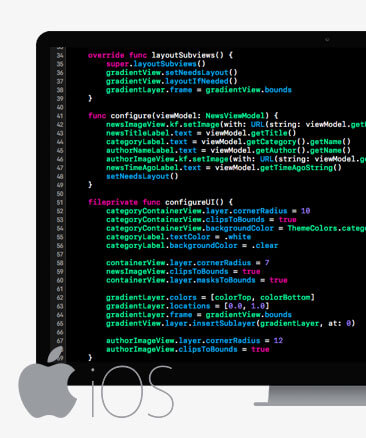 33
34 override func layoutSubviews() {
35 super.layoutSubviews()
36 gradientView.setNeedsLayout()
37 gradientView.layoutIfNeeded()
38 gradientLayer.frame = gradientView.bounds
39 }
40
41 func configure(viewModel: NewsViewModel) {
42 newsImageView.kf.setImage(with: URL(string: viewModel.get
43 newsTitleLabel.text = viewModel.getTitle()
44 categoryLabel.text = viewModel.getCategory().getName()
45 authorNameLabel.text = viewModel.getAuthor().getName()
46 authorImageView.kf.setImage(with: URL(string: viewModel.g
47 newsTimeAgoLabel.text = viewModel.getTimeAgoString()
48 setNeedsLayout()
49 }
50
51 fileprivate func configureUI() {
52 categoryContainerView.layer.cornerRadius = 10
53 categoryContainerView.clipsToBounds = true
54 categoryContainerView.backgroundColor = ThemeColors.categ
55 categoryLabel.textColor = .white
56 categoryLabel.backgroundColor = .clear
57
58 containerView.layer.cornerRadius = 7
59 newsImageView.clipsToBounds = true
60 containerView.layer.masksToBounds = true
61
62 gradientLayer.colors = [colorTop, colorBottom]
63 gradientLayer.locations = [0.0, 1.0]
64 gradientLayer.frame = gradientView.bounds
65 gradientView.layer.insertSublayer(gradientLayer, at: 0)
66
67 authorImageView.layer.cornerRadius = 12
68 authorImageView.clipsToBounds = true
69 }
ios